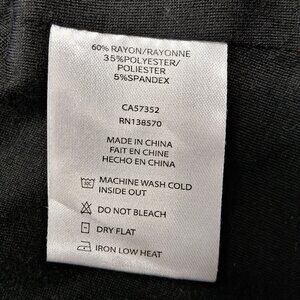 60% RAYON/RAYONNE
35%POLYESTER/
POLIESTER
5%SPANDEX
CA57352
RN138570
MADE IN CHINA
FAIT EN CHINE
HECHO EN CHINA
MACHINE WASH COLD
INSIDE OUT
DO NOT BLEACH
DRY FLAT
IRON LOW HEAT